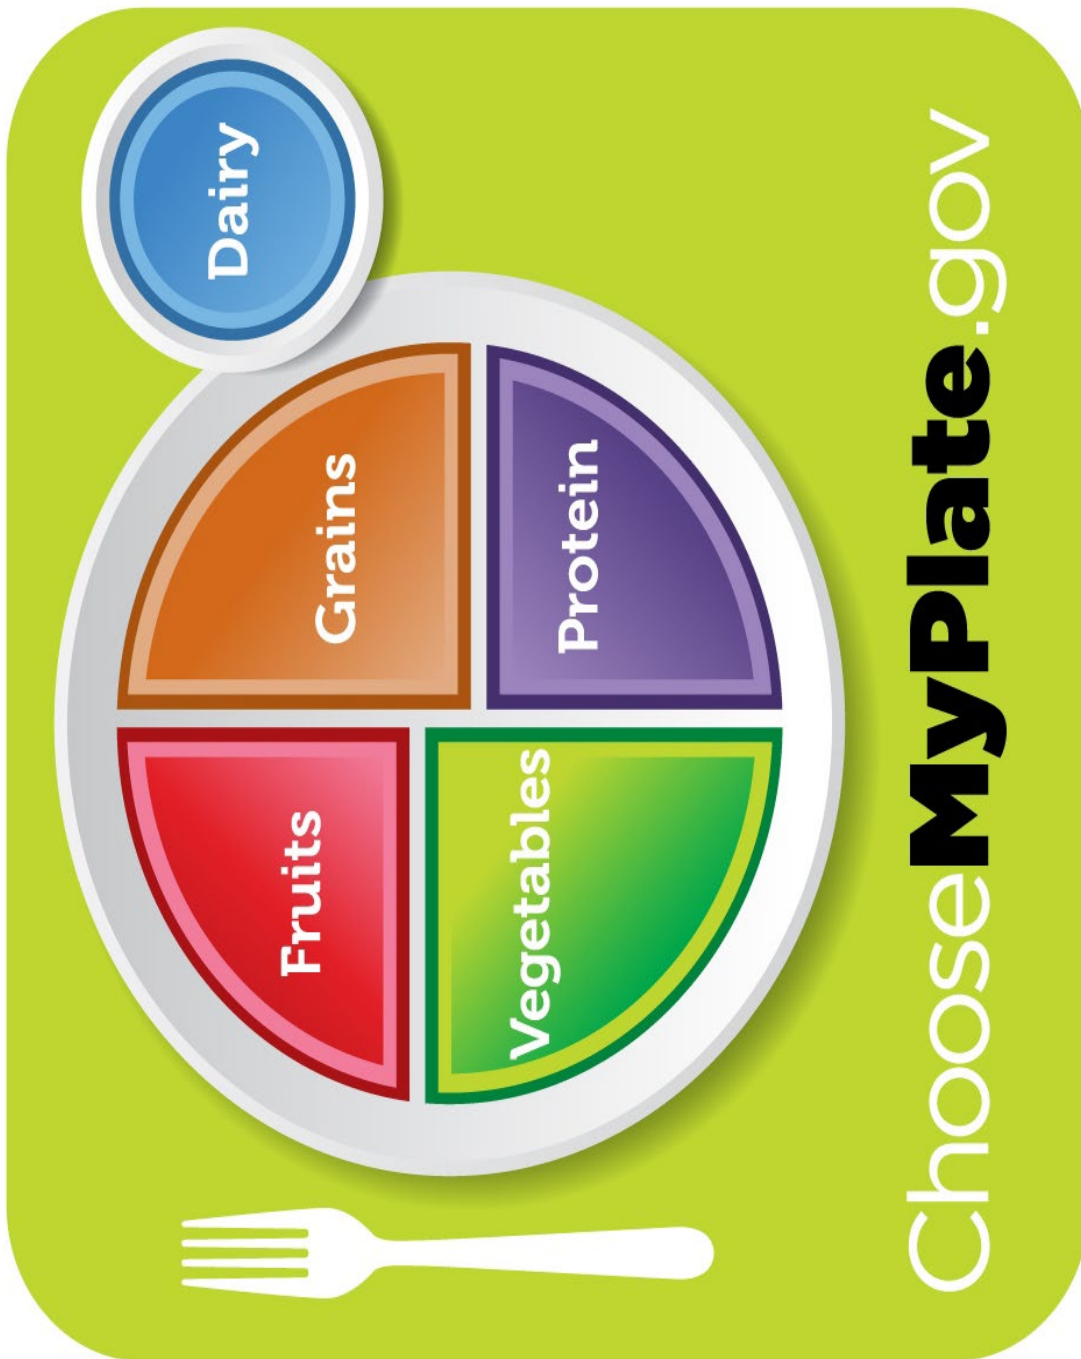 Dairy
Fruits
Grains
Vegetables
Protein
ChooseMyPlate.gov